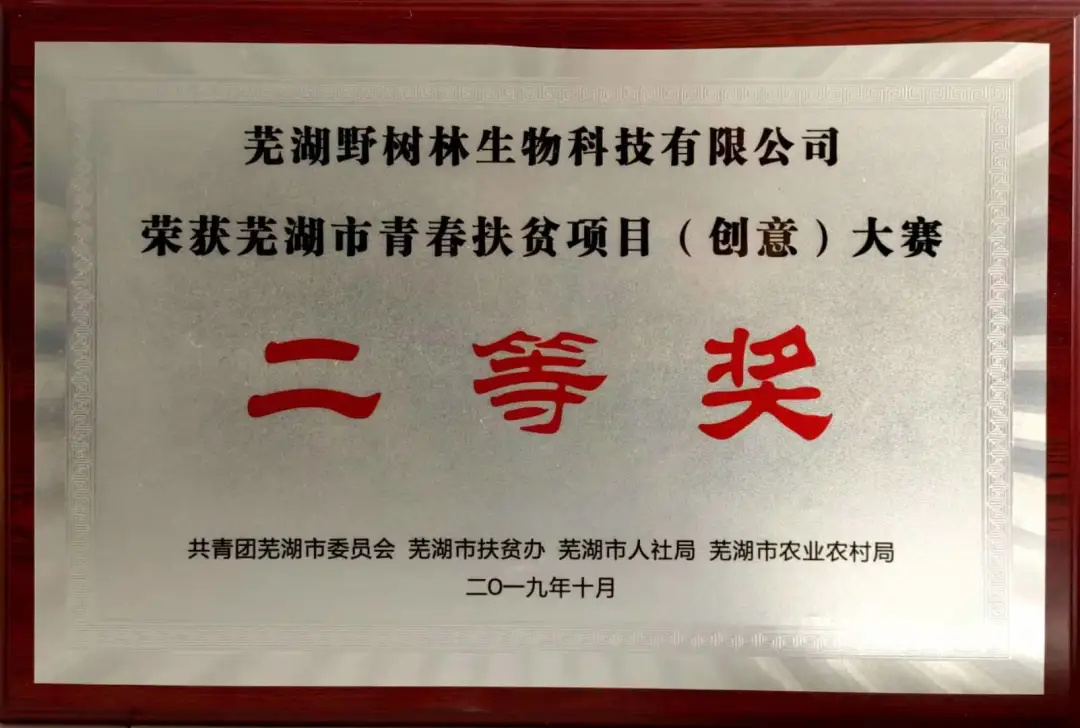 芜湖野树林生物科技有限公司
荣获芜湖市青春扶贫项目（创意）大赛
二等奖
共青团芜湖市委员会 芜湖市扶贫办 芜湖市人社局 芜湖市农业农村局
二O一九年十月